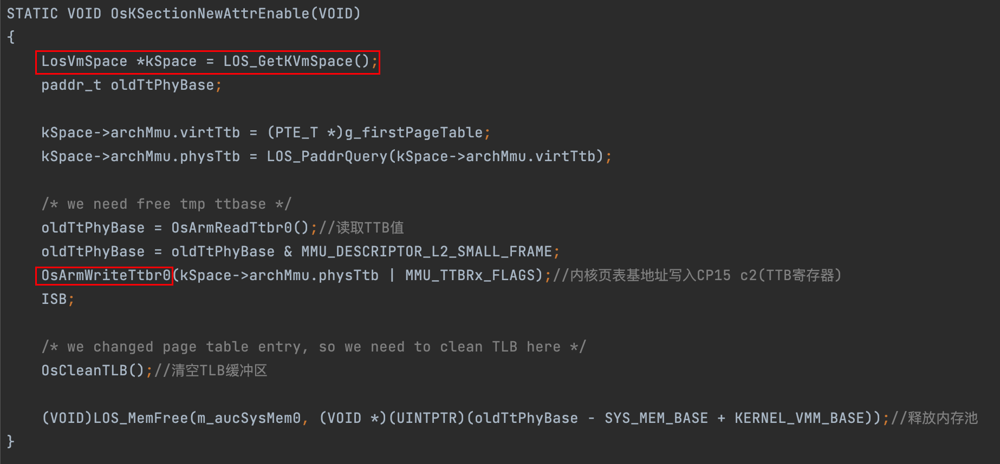 STATIC VOID OsKSectionNewAttrEnable(VOID)
{
LosVmSpace *kSpace = LOS_GetKVmSpace();
paddr_t oldTtPhyBase;
kSpace->archMmu.virtTtb = (PTE_T *)g_firstPageTable;
kSpace->archMmu.physTtb = LOS_PaddrQuery(kSpace->archMmu.virtTtb);
/* we need free tmp ttbase */
oldTtPhyBase = OsArmReadTtbr0();//读取TTB值
oldTtPhyBase = oldTtPhyBase & MMU_DESCRIPTOR_L2_SMALL_FRAME;
OsArmWriteTtbr0(kSpace->archMmu.physTtb | MMU_TTBRx_FLAGS);//内核页表基地址写入CP15 c2(TTB寄存器)
ISB;
/* we changed page table entry, so we need to clean TLB here */
OsCleanTLB();//清空TLB缓冲区
(VOID)LOS_MemFree(m_aucSysMem0, (VOID *)(UINTPTR)(oldTtPhyBase - SYS_MEM_BASE + KERNEL_VMM_BASE));//释放内存池
}